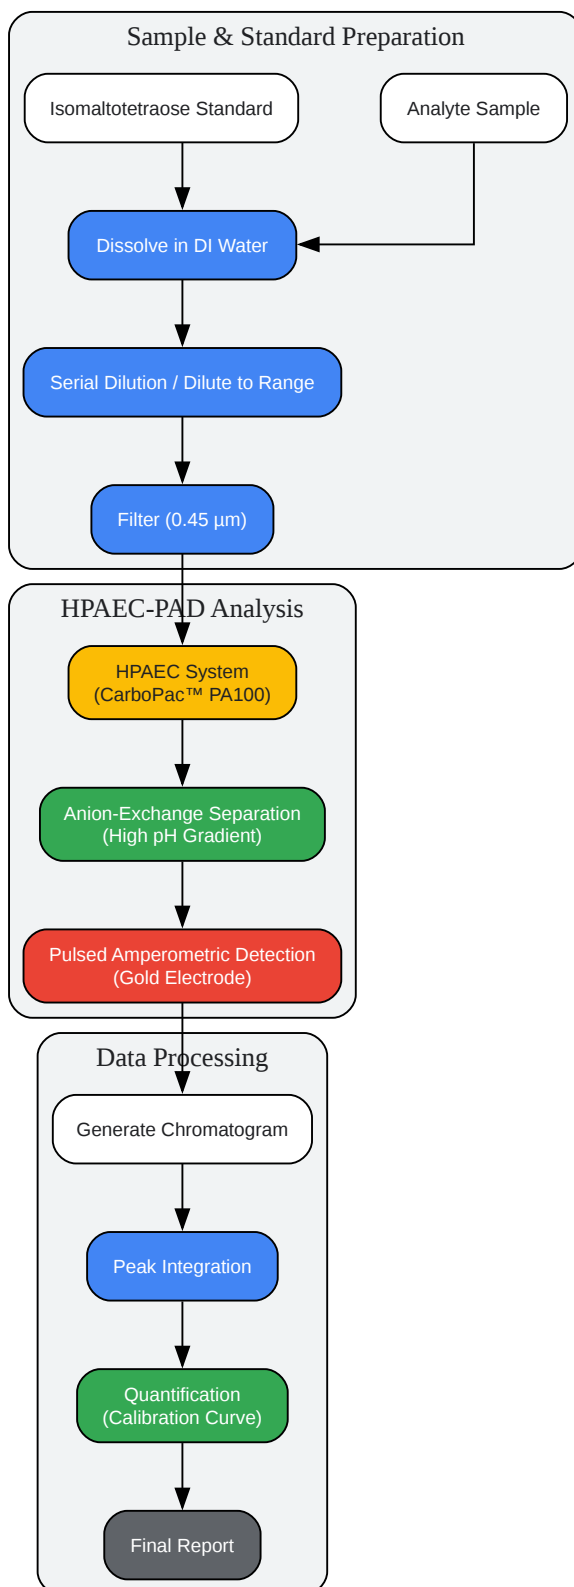 Sample & Standard Preparation
Isomaltotetraose Standard
Analyte Sample
Dissolve in DI Water
Serial Dilution / Dilute to Range
Filter (0.45 µm)
HPAEC-PAD Analysis
HPAEC System
(CarboPac™ PA100)
Anion-Exchange Separation
(High pH Gradient)
Pulsed Amperometric Detection
(Gold Electrode)
Data Processing
Generate Chromatogram
Peak Integration
Quantification
(Calibration Curve)
Final Report